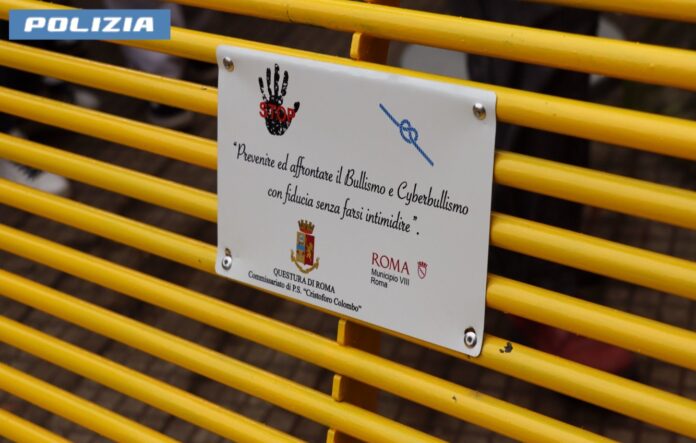 POLIZIA
STOP
"Prevenire ed affrontare il Bullismo e Cyberbullismo
con fiducia senza farsi intimidire".
QUESTURA DI ROMA
Commissariato di P.S. "Cristoforo Colombo"
ROMA
Municipio VIII
Roma